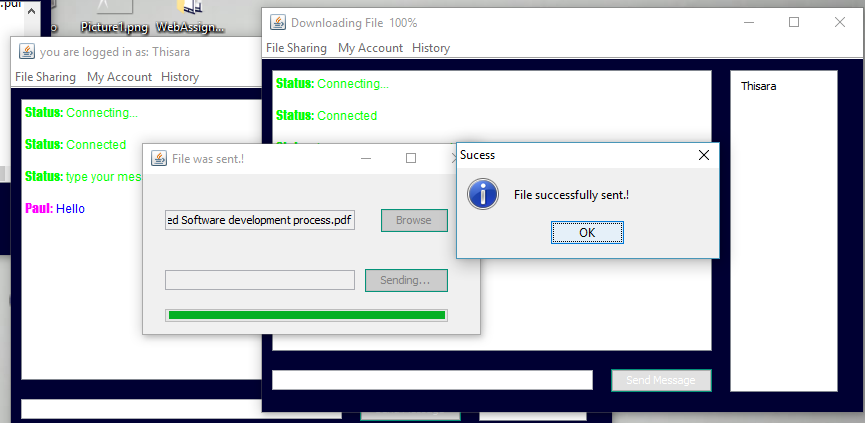 .pdf
Picture1.png
WebAssign...
you are logged in as: Thisara
File Sharing My Account History
Status: Connecting...
Status: Connected
Status: type your mes
Paul: Hello
Downloading File 100%
File Sharing My Account History
Status: Connecting...
Status: Connected
Thisara
Send Message
File was sent.!
ed Software development process.pdf
Browse
Sending...
Sucess
File successfully sent.!
OK